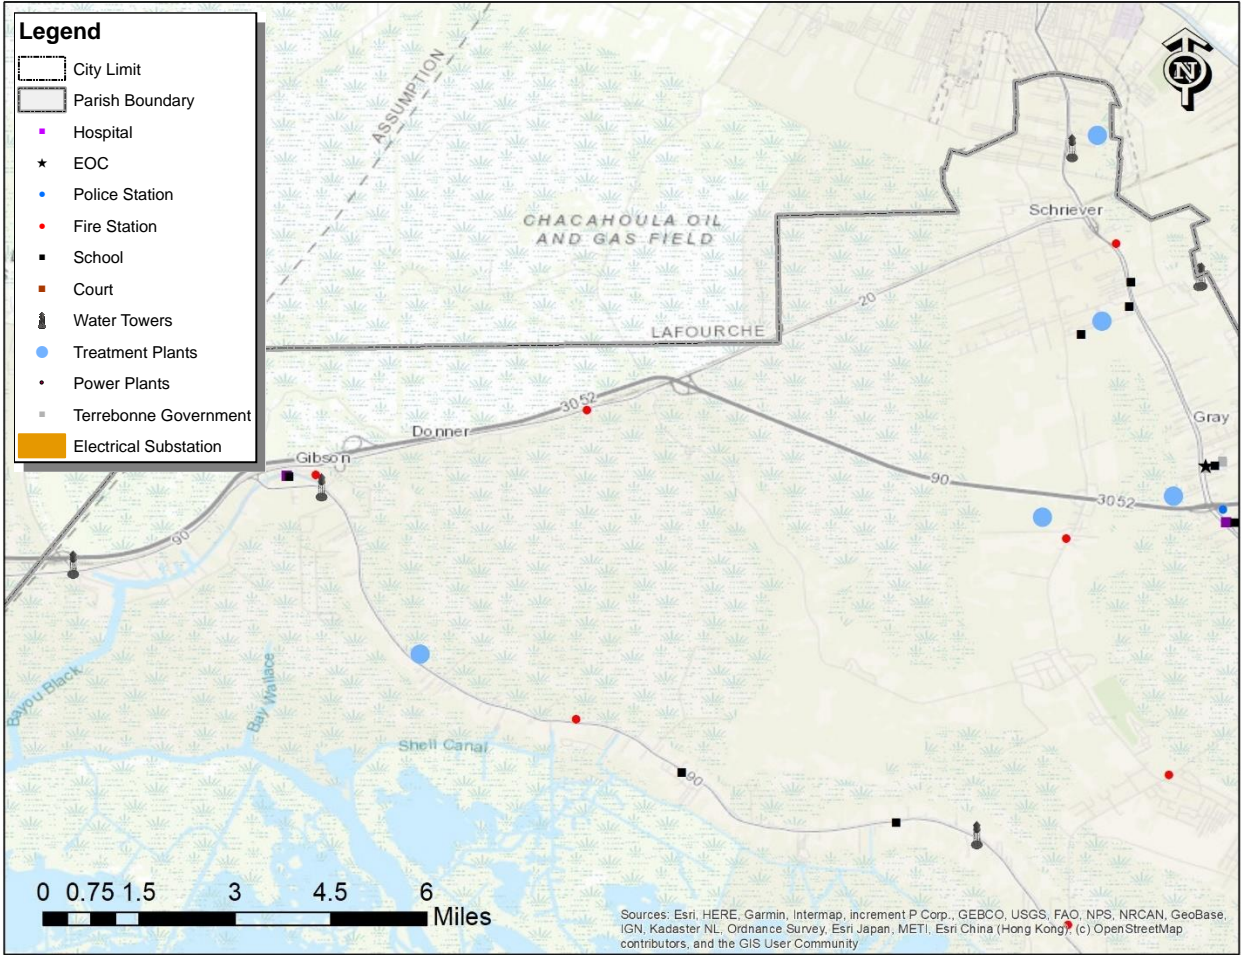 Legend
City Limit
Parish Boundary
Hospital
EOC
Police Station
Fire Station
School
Court
Water Towers
Treatment Plants
Power Plants
Terrebonne Government
Electrical Substation
ASSUMPTION
N
CHACAHOULA OIL
AND GAS FIELD
Schriever
20
LAFOURCHE
3052
Donner
Gibson
Gray
90
3052
90
Bayou Black
Bay Wallace
Shell Canal
90
0 0.75 1.5 3 4.5 6
Miles
Sources: Esri, HERE, Garmin, Intermap, increment P Corp., GEBCO, USGS, FAO, NPS, NRCAN, GeoBase,
IGN, Kadaster NL, Ordnance Survey, Esri Japan, METI, Esri China (Hong Kong), (c) OpenStreetMap
contributors, and the GIS User Community